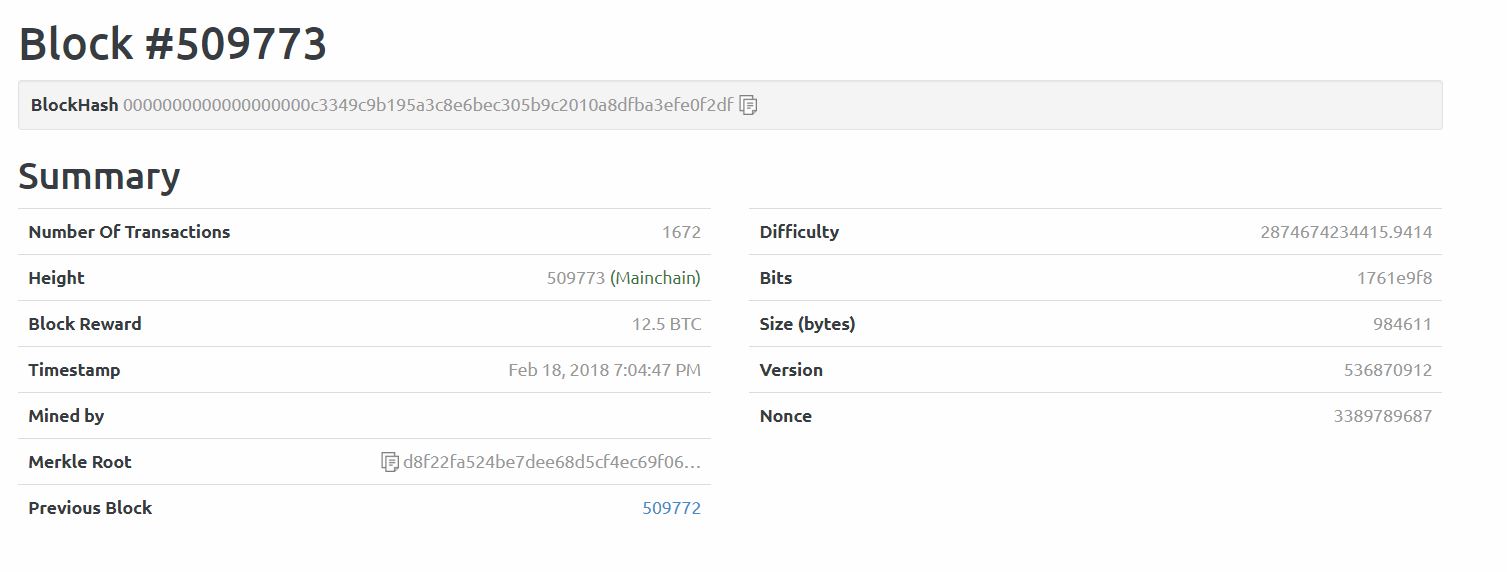 Block #509773
BlockHash 0000000000000000000c3349c9b195a3c8e6bec305b9c2010a8dfba3efe0f2df
Summary
Number Of Transactions 1672
Height 509773 (Mainchain)
Block Reward 12.5 BTC
Timestamp Feb 18, 2018 7:04:47 PM
Mined by
Merkle Root d8f22fa524be7dee68d5cf4ec69f06...
Previous Block 509772
Difficulty 2874674234415.9414
Bits 1761e9f8
Size (bytes) 984611
Version 536870912
Nonce 3389789687